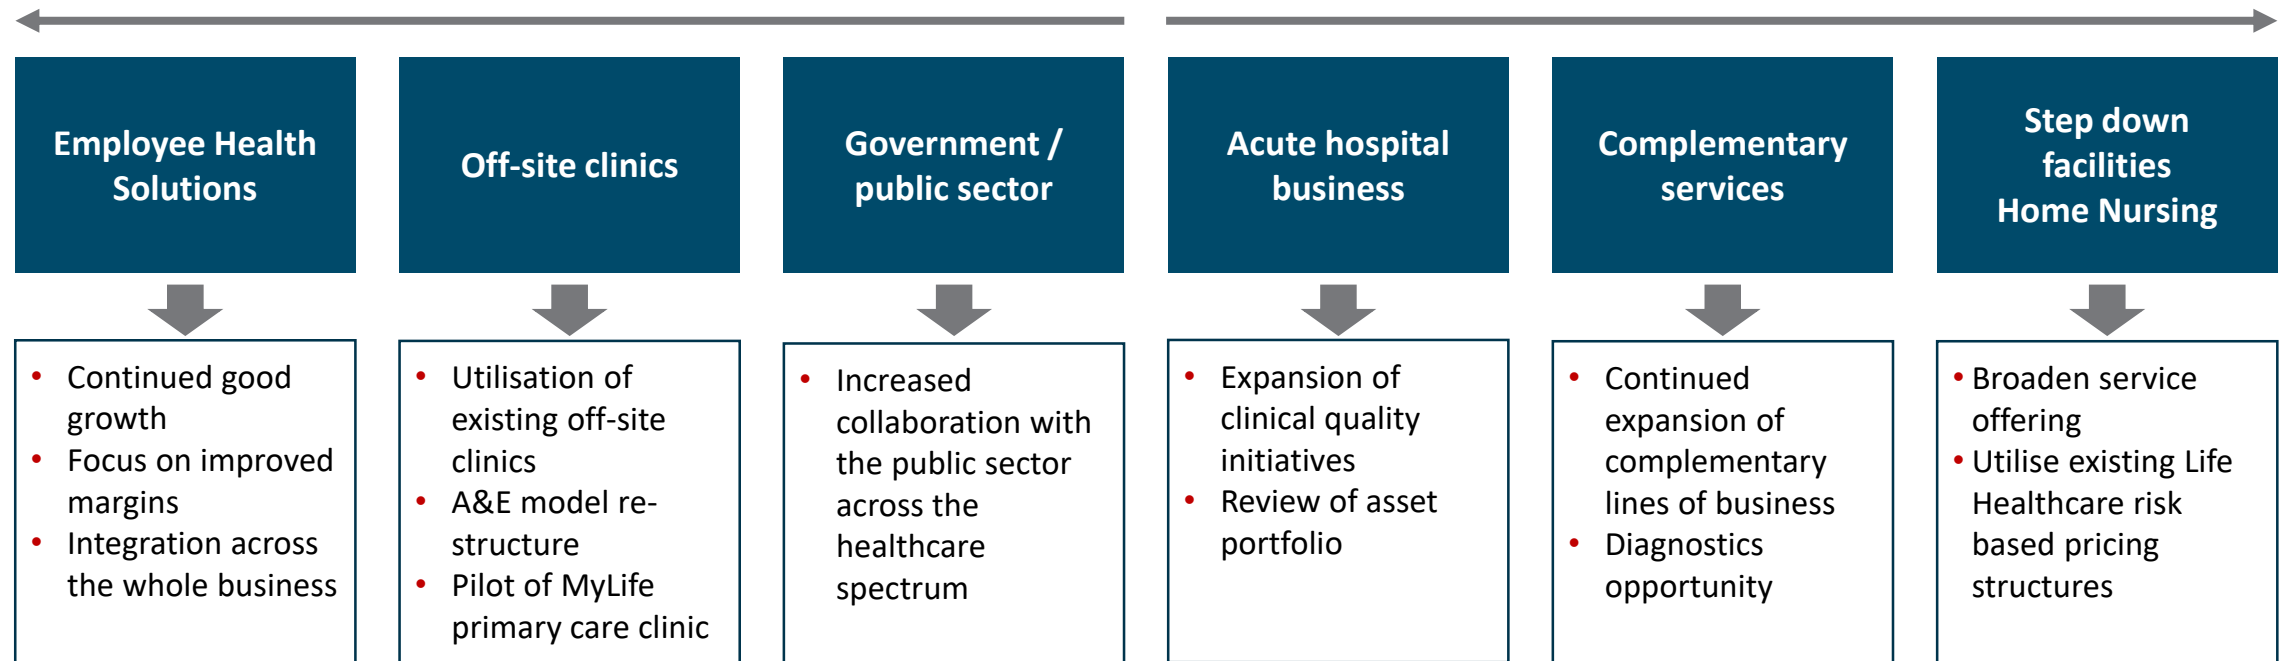 Employee Health
Solutions
Off-site clinics
Government /
public sector
Acute hospital
business
Complementary
services
Step down
facilities
Home Nursing
• Continued good
growth
• Focus on improved
margins
• Integration across
the whole business
• Utilisation of
existing off-site
clinics
• A&E model re-
structure
• Pilot of MyLife
primary care clinic
• Increased
collaboration with
the public sector
across the
healthcare
spectrum
• Expansion of
clinical quality
initiatives
• Review of asset
portfolio
• Continued
expansion of
complementary
lines of business
• Diagnostics
opportunity
• Broaden service
offering
• Utilise existing Life
Healthcare risk
based pricing
structures